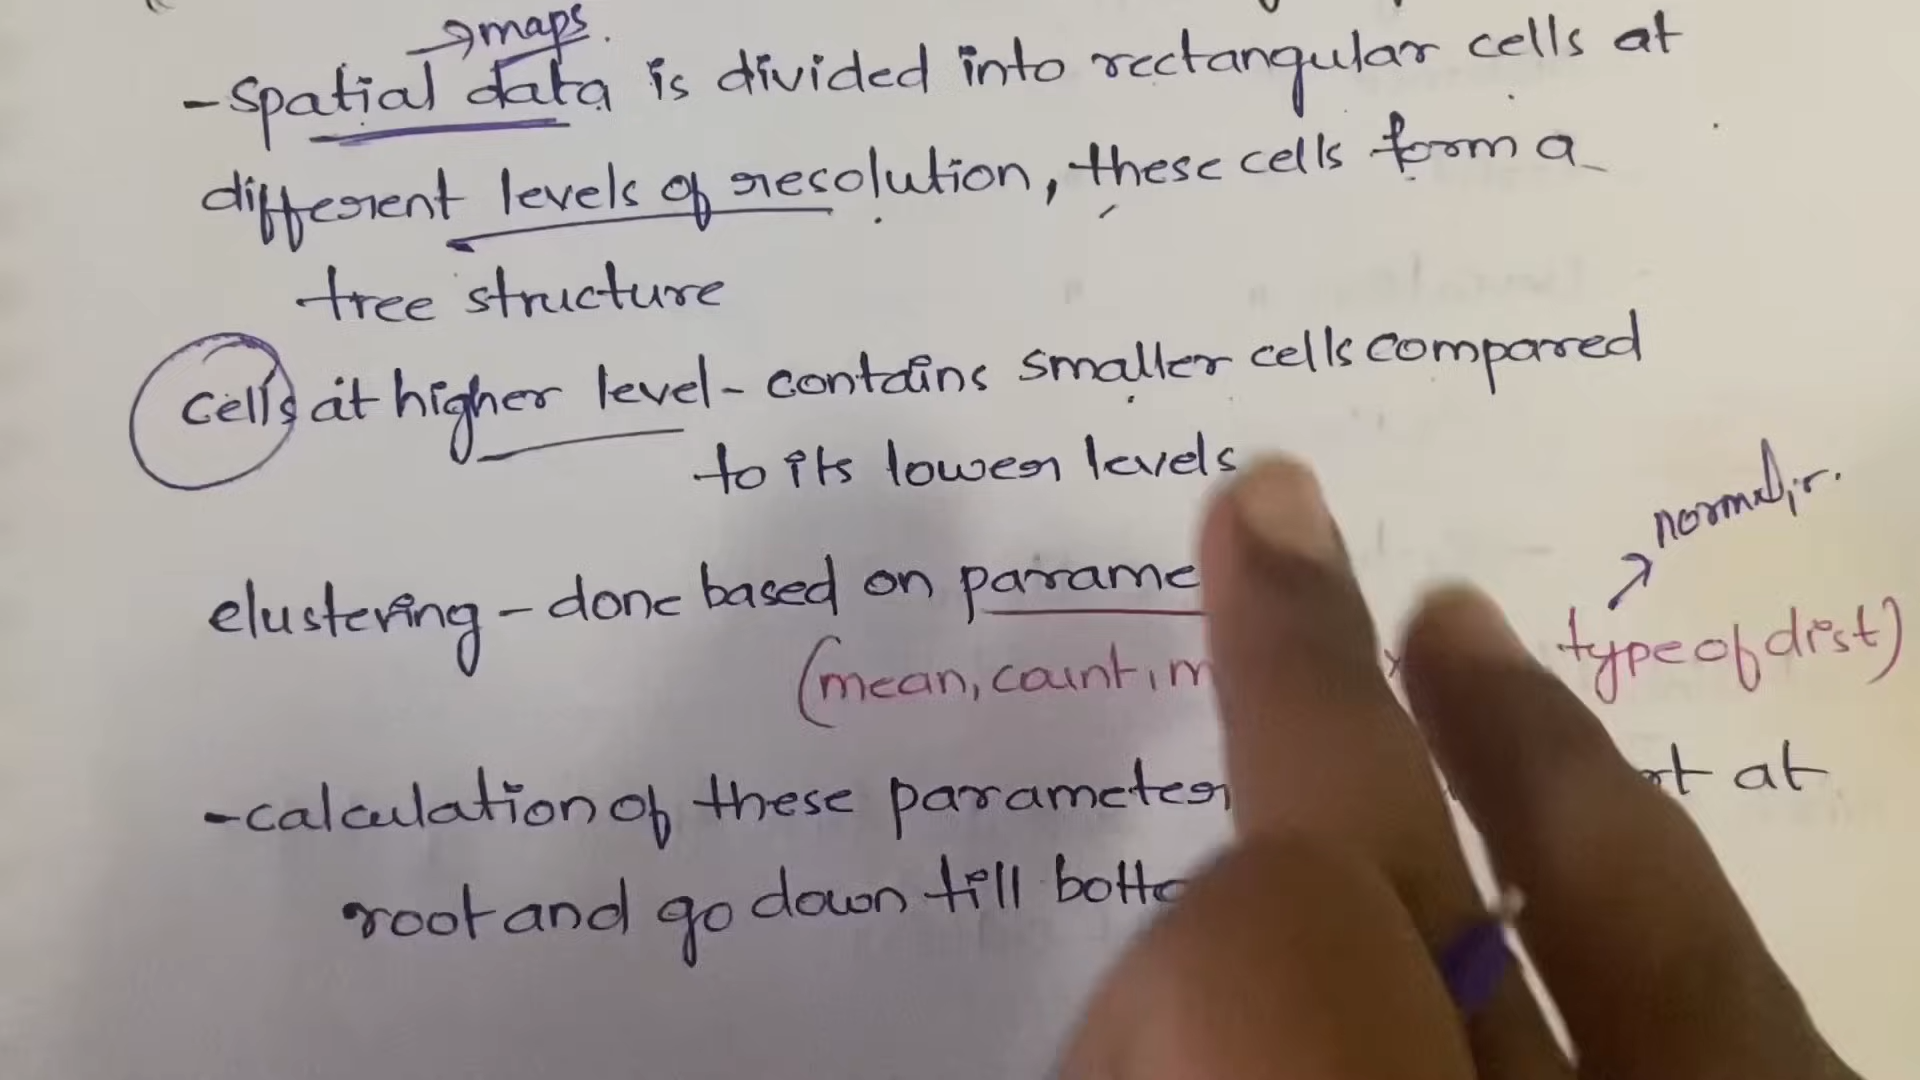 → maps.
- spatial data is divided into rectangular cells at
different levels of resolution, these cells form a
tree structure
cells at higher level - contains smaller cells compared
to its lower levels
normal,
clustering - done based on parame
(mean, count, m type of dist)
- calculation of these parameter at
root and go down till botto